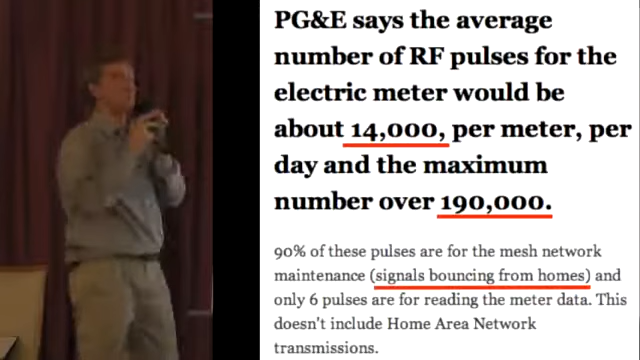 PG&E says the average
number of RF pulses for the
electric meter would be
about 14,000, per meter, per
day and the maximum
number over 190,000.
90% of these pulses are for the mesh network
maintenance (signals bouncing from homes) and
only 6 pulses are for reading the meter data. This
doesn't include Home Area Network
transmissions.